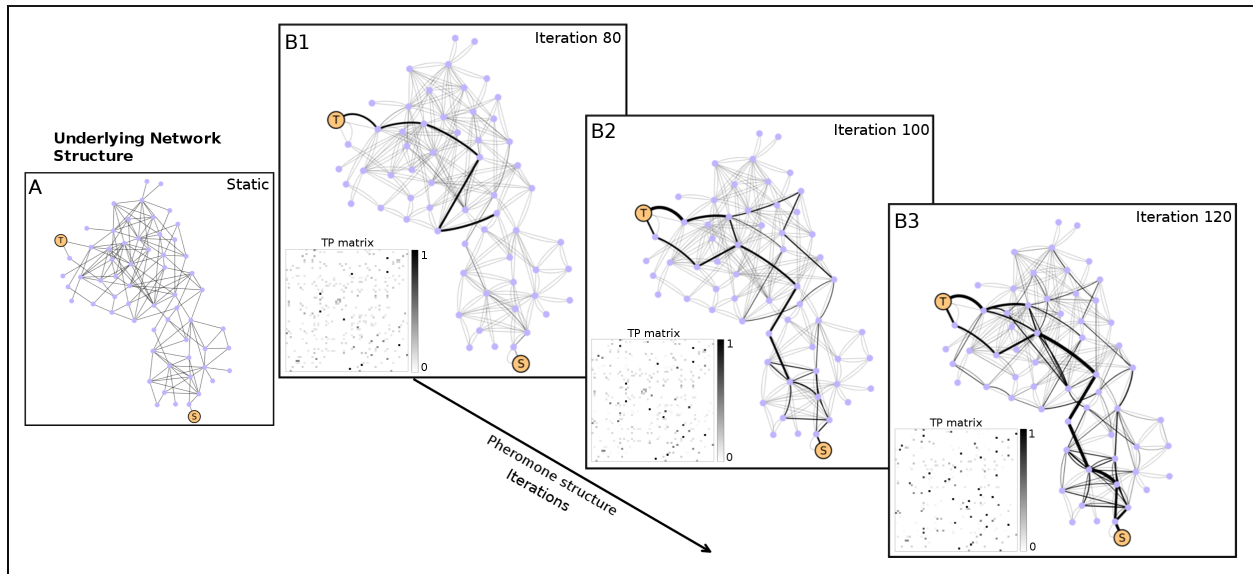 Underlying Network
Structure
A
Static
T
S
B1
Iteration 80
T
TP matrix
1
0
S
B2
Iteration 100
T
TP matrix
1
0
S
B3
Iteration 120
T
TP matrix
1
0
S
Pheromone structure
Iterations